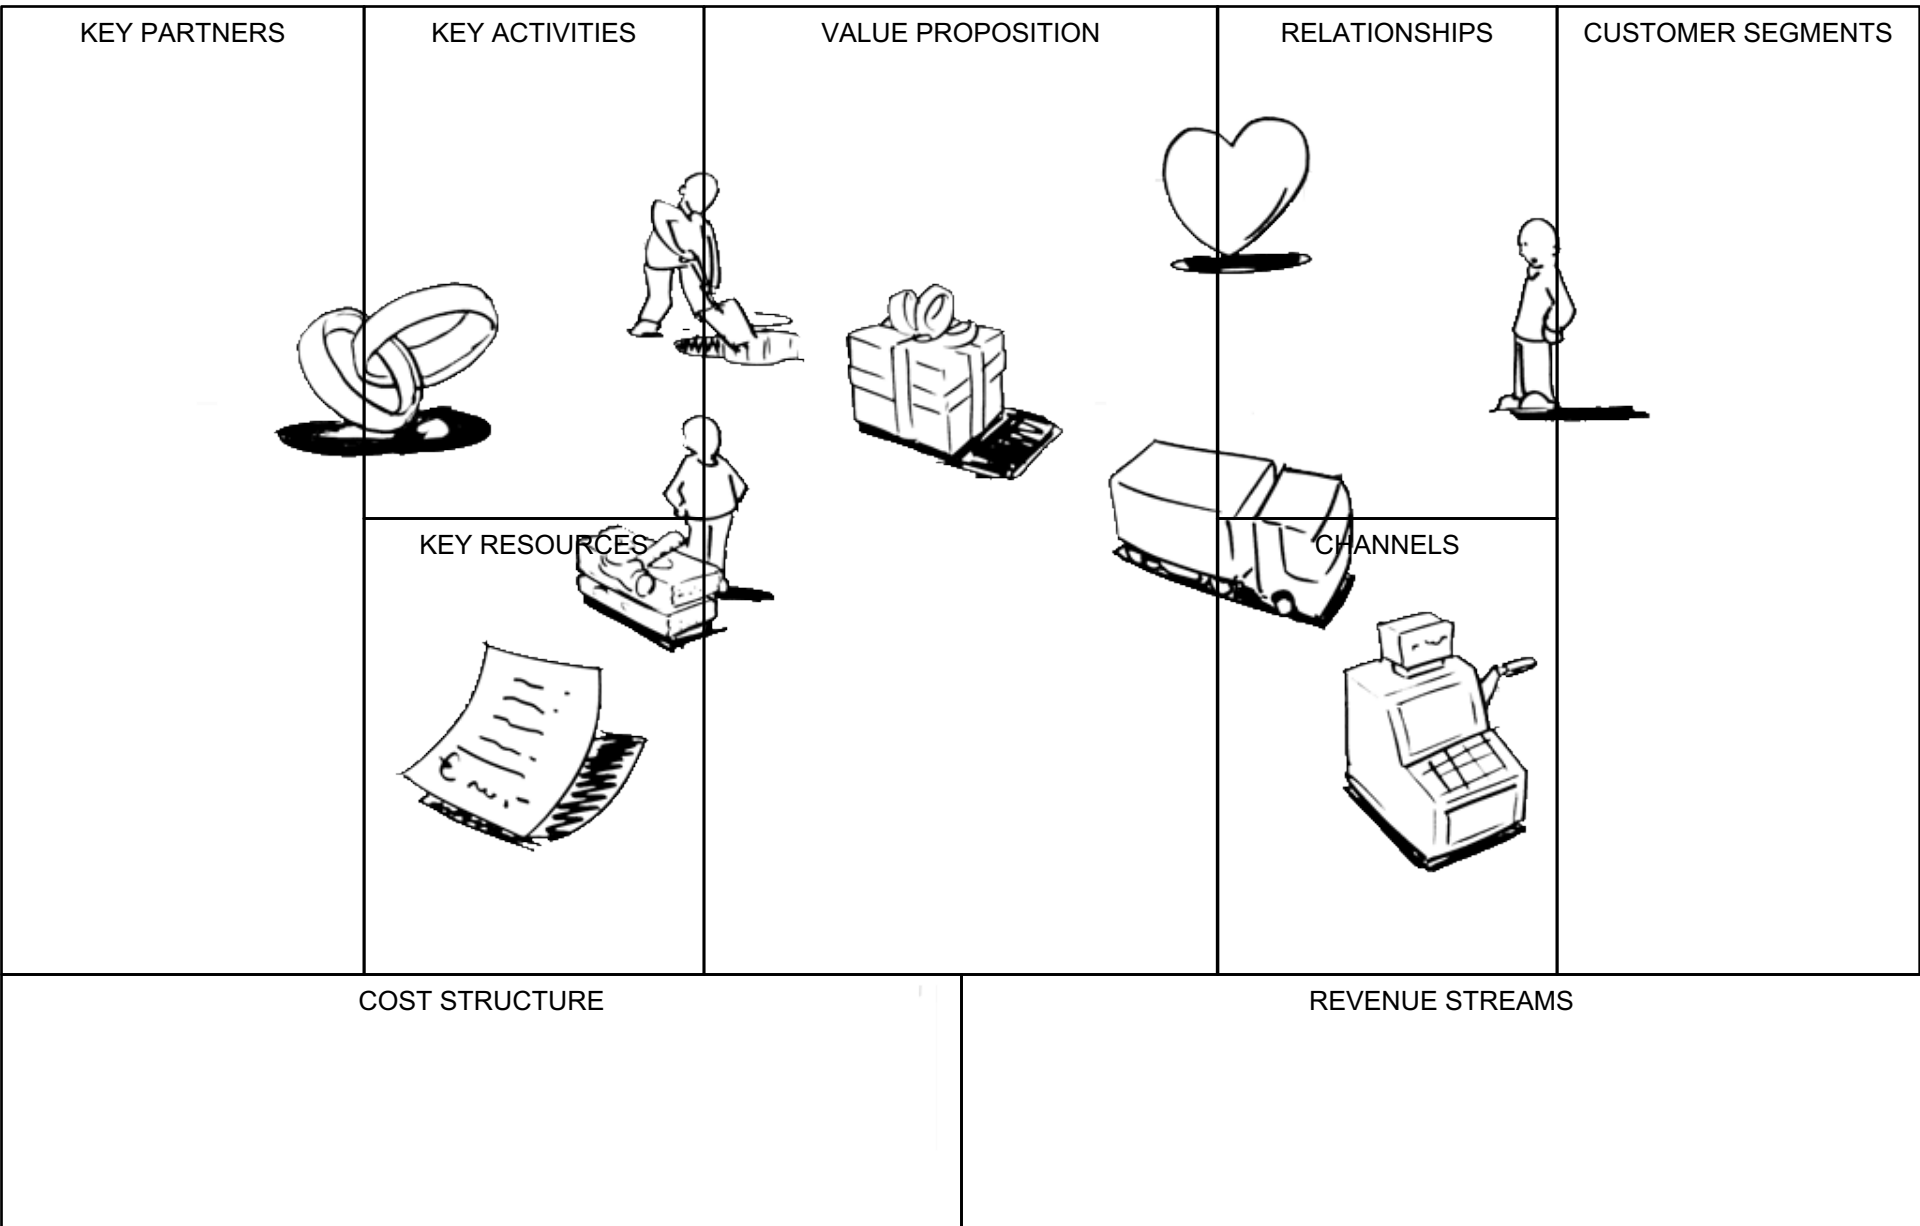 KEY PARTNERS
KEY ACTIVITIES
VALUE PROPOSITION
RELATIONSHIPS
CUSTOMER SEGMENTS
KEY RESOURCES
CHANNELS
€
COST STRUCTURE
REVENUE STREAMS